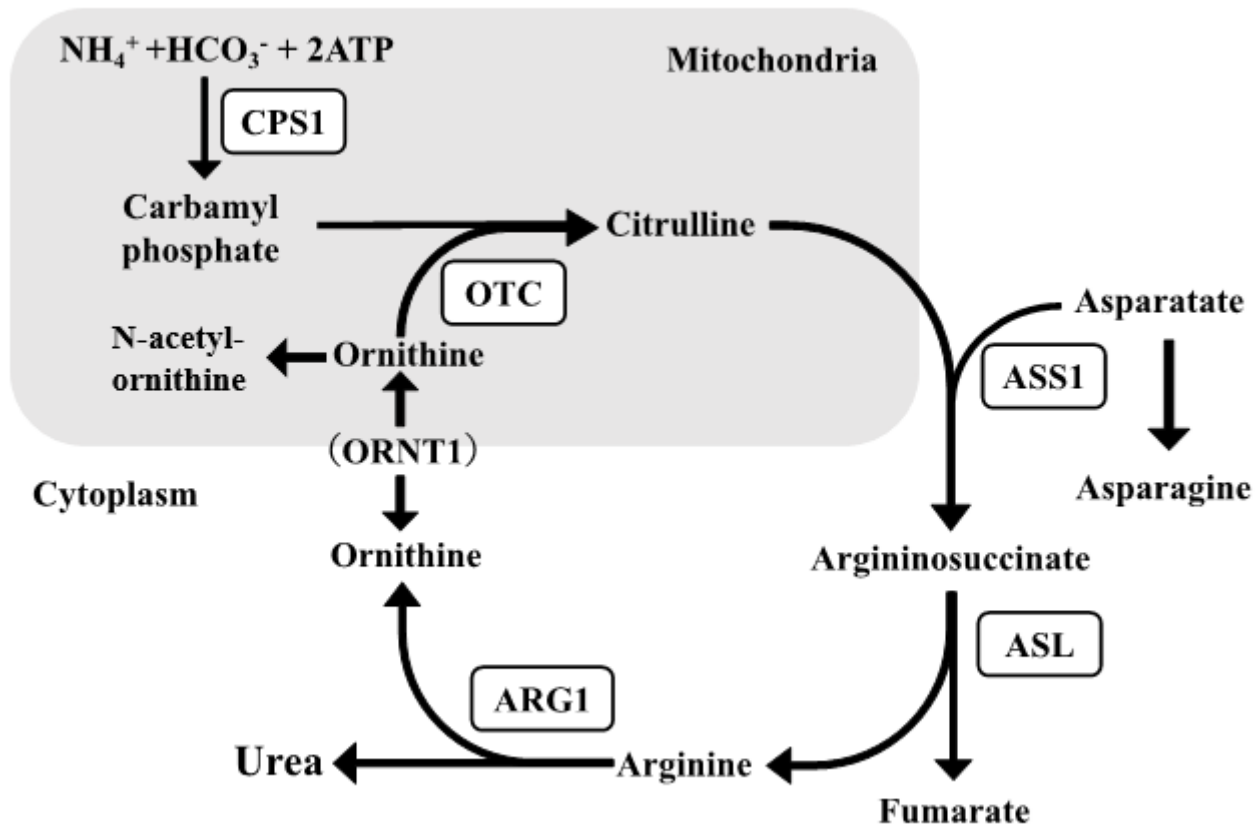 NH₄⁺ +HCO₃⁻ + 2ATP
Mitochondria
CPS1
Carbamyl
phosphate
Citrulline
OTC
Asparatate
N-acetyl-
ornithine
Ornithine
ASS1
(ORNT1)
Cytoplasm
Asparagine
Ornithine
Argininosuccinate
ASL
ARG1
Urea
Arginine
Fumarate